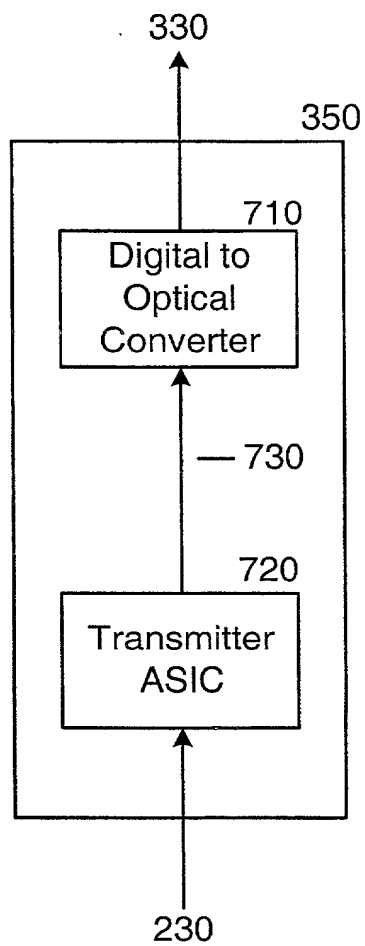 330
350
710
Digital to
Optical
Converter
730
720
Transmitter
ASIC
230